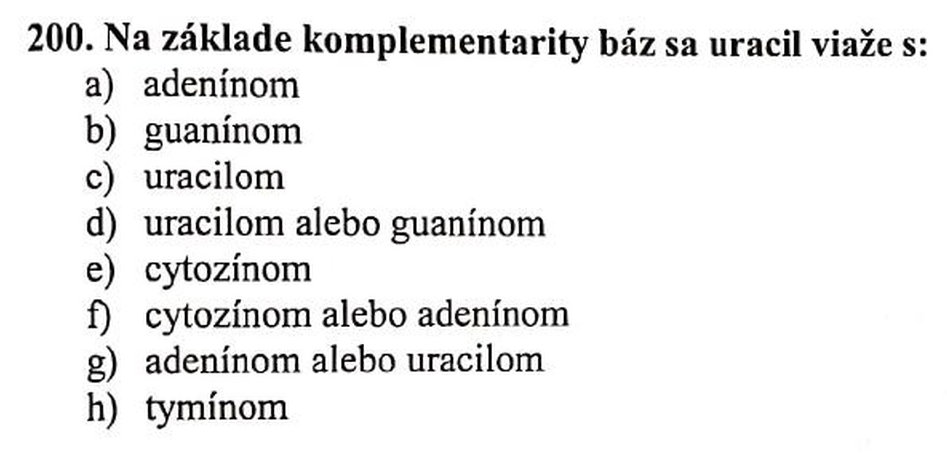 200. Na základe komplementarity báz sa uracil viaže s:
a) adenínom
b) guanínom
c) uracilom
d) uracilom alebo guanínom
e) cytozínom
f) cytozínom alebo adenínom
g) adenínom alebo uracilom
h) tymínom